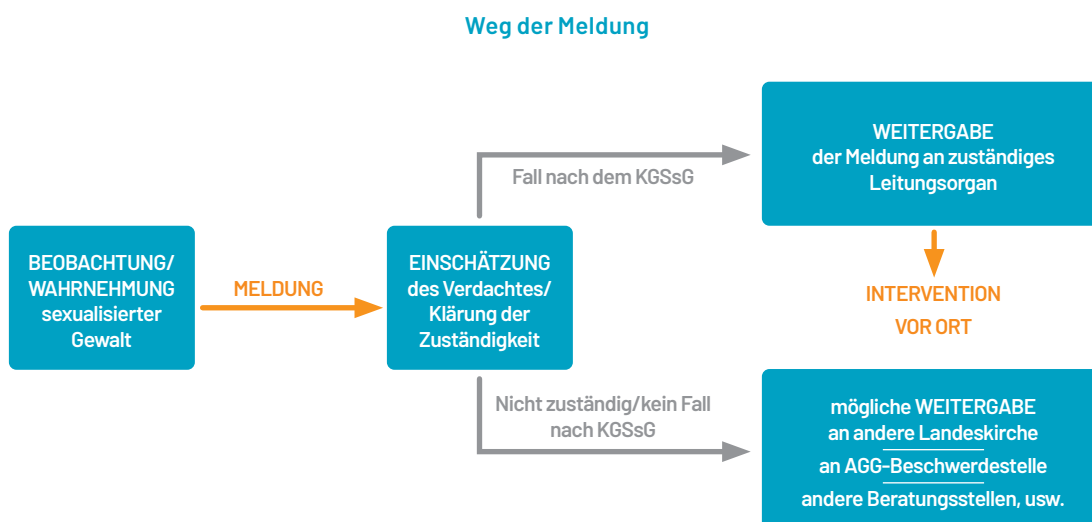 Weg der Meldung
BEOBACHTUNG/
WAHRNEHMUNG
sexualisierter
Gewalt
MELDUNG
EINSCHÄTZUNG
des Verdachtes/
Klärung der
Zuständigkeit
Fall nach dem KGSsG
WEITERGABE
der Meldung an zuständiges
Leitungsorgan
INTERVENTION
VOR ORT
Nicht zuständig/kein Fall
nach KGSsG
mögliche WEITERGABE
an andere Landeskirche
an AGG-Beschwerdestelle
andere Beratungsstellen, usw.